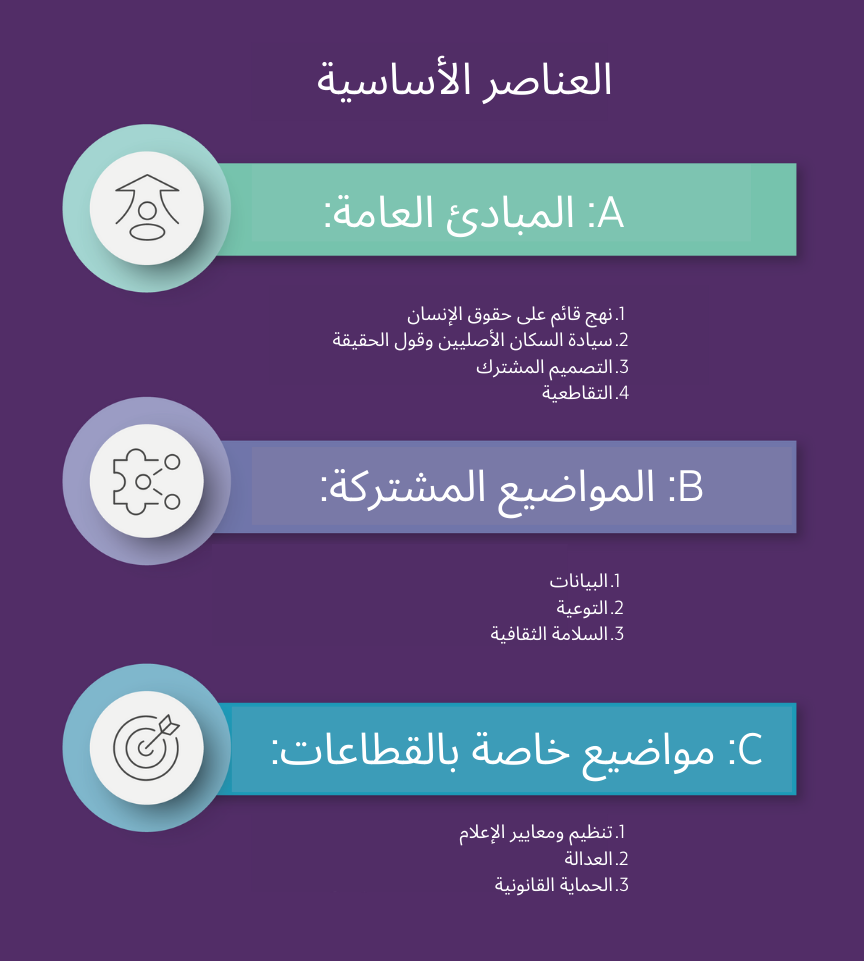 العناصر الأساسية
A: المبادئ العامة:
1. نهج قائم على حقوق الإنسان
2. سيادة السكان الأصليين وقول الحقيقة
3. التصميم المشترك
4. التقاطعية
B: المواضيع المشتركة:
1. البيانات
2. التوعية
3. السلامة الثقافية
C: مواضيع خاصة بالقطاعات:
1. تنظيم ومعايير الإعلام
2. العدالة
3. الحماية القانونية